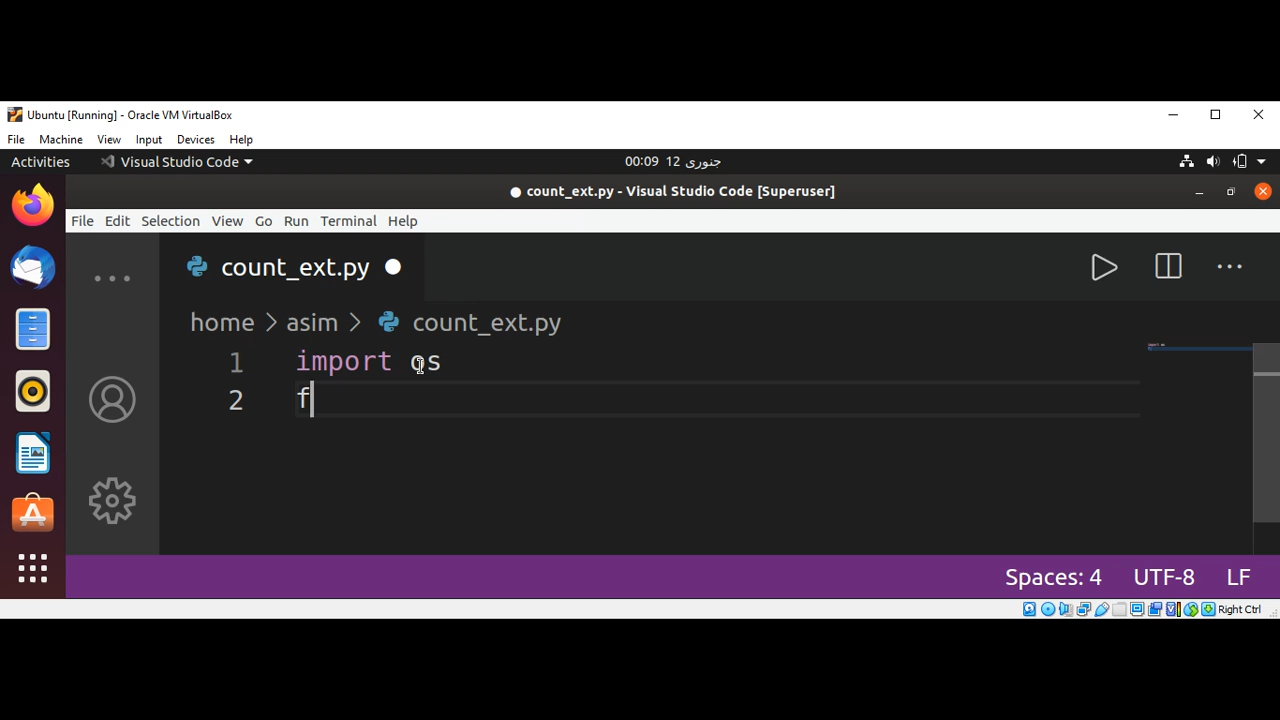 Ubuntu [Running] - Oracle VM VirtualBox
File Machine View Input Devices Help
Activities Visual Studio Code 00:09 12 جنوری
● count_ext.py - Visual Studio Code [Superuser]
File Edit Selection View Go Run Terminal Help
count_ext.py
home > asim > count_ext.py
1 import os
2 f
Spaces: 4 UTF-8 LF
Right Ctrl